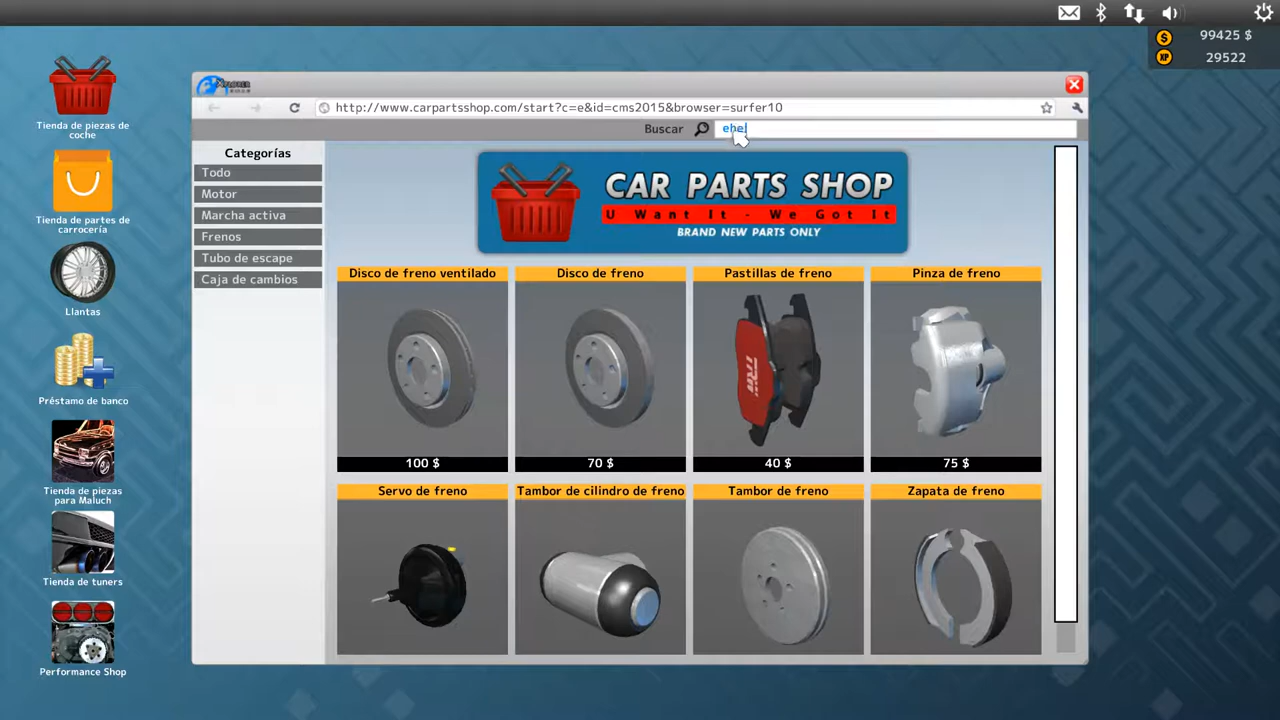 99425 $
29522
XPLORER
http://www.carpartsshop.com/start?c=e&id=cms2015&browser=surfer10
Buscar
ehe
Categorías
Todo
Motor
Marcha activa
Frenos
Tubo de escape
Caja de cambios
CAR PARTS SHOP
U Want It - We Got It
BRAND NEW PARTS ONLY
Disco de freno ventilado
100 $
Disco de freno
70 $
Pastillas de freno
TRW
40 $
Pinza de freno
75 $
Servo de freno
Tambor de cilindro de freno
Tambor de freno
Zapata de freno
Tienda de piezas de
coche
Tienda de partes de
carrocería
Llantas
Préstamo de banco
Tienda de piezas
para Maluch
Tienda de tuners
Performance Shop